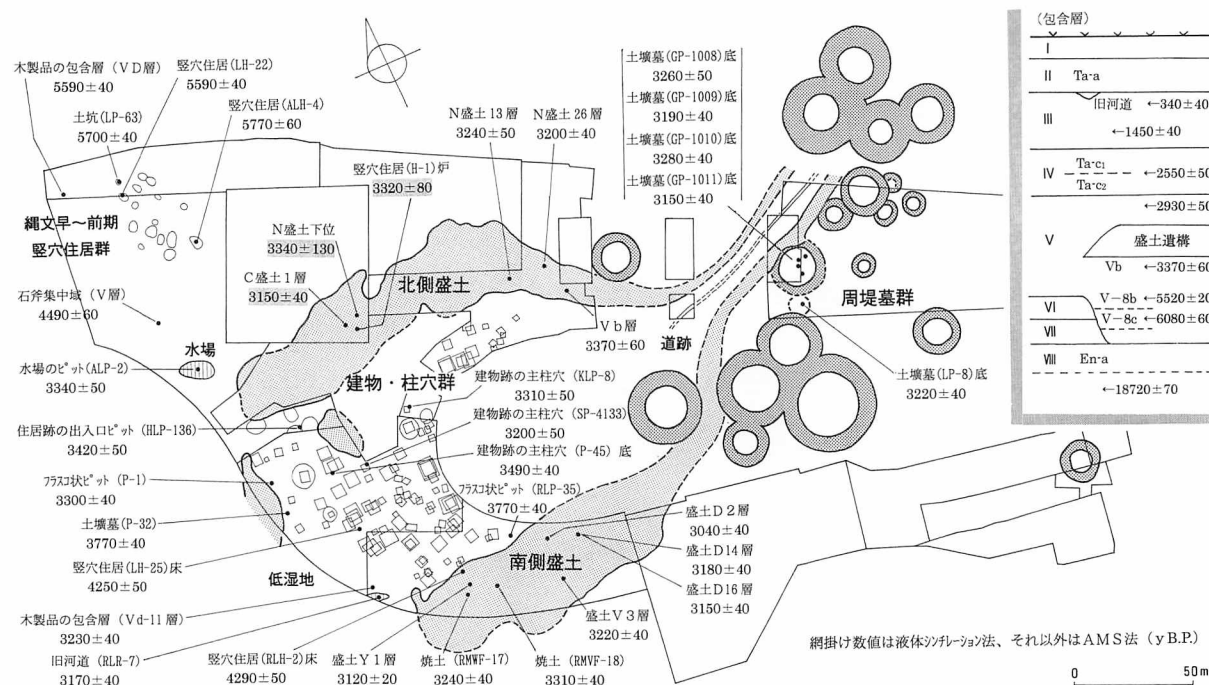 木製品の包含層（ＶＤ層）
5590±40
竪穴住居(LH-22)
5590±40
土坑(LP-63)
5700±40
竪穴住居(ALH-4)
5770±60
縄文早～前期
竪穴住居群
石斧集中域（Ｖ層）
4490±60
水場
水場のピット(ALP-2)
3340±50
住居跡の出入口ピット(HLP-136)
3420±50
フラスコ状ピット(P-1)
3300±40
土壙墓(P-32)
3770±40
竪穴住居(LH-25)床
4250±50
低湿地
木製品の包含層（Ｖd-11層）
3230±40
旧河道(RLR-7)
3170±40
竪穴住居(RLH-2)床
4290±50
盛土Ｙ１層
3120±20
焼土(RMWF-17)
3240±40
焼土(RMVF-18)
3310±40
盛土Ｖ３層
3220±40
盛土Ｄ16層
3150±40
盛土Ｄ14層
3180±40
盛土Ｄ２層
3040±40
南側盛土
フラスコ状ピット(RLP-35)
3770±40
建物跡の主柱穴(P-45)底
3490±40
建物跡の主柱穴(SP-4133)
3200±50
建物跡の主柱穴(KLP-8)
3310±50
建物・柱穴群
北側盛土
Ｃ盛土１層
3150±40
Ｎ盛土下位
3340±130
竪穴住居(H-1)炉
3320±80
Ｎ盛土13層
3240±50
Ｎ盛土26層
3200±40
Ｖｂ層
3370±60
道跡
土壙墓(GP-1008)底
3260±50
土壙墓(GP-1009)底
3190±40
土壙墓(GP-1010)底
3280±40
土壙墓(GP-1011)底
3150±40
周堤墓群
土壙墓(LP-8)底
3220±40
（包含層）
Ⅰ
Ⅱ Ta-a
Ⅲ 旧河道 ←340±40
←1450±40
Ⅳ Ta-c₁
Ta-c₂ ←2550±50
←2930±50
Ⅴ 盛土遺構
Ⅴb ←3370±60
Ⅵ Ⅴ－8b ←5520±20
Ⅶ Ⅴ－8c ←6080±60
Ⅷ En-a
←18720±70
網掛け数値は液体シンチレーション法、それ以外はＡＭＳ法（ｙB.P.）
0 50m